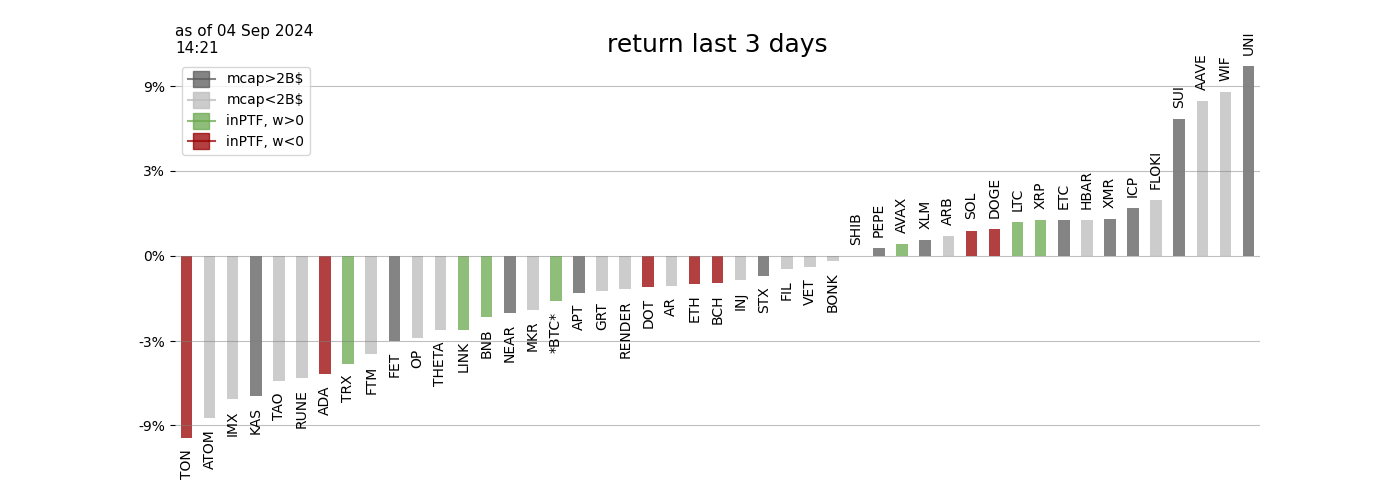 as of 04 Sep 2024
14:21
return last 3 days
mcap>2B$
mcap<2B$
inPTF, w>0
inPTF, w<0
9%
3%
0%
-3%
-9%
TON
ATOM
IMX
KAS
TAO
RUNE
ADA
TRX
FTM
FET
OP
THETA
LINK
BNB
NEAR
MKR
*BTC*
APT
GRT
RENDER
DOT
AR
ETH
BCH
INJ
STX
FIL
VET
BONK
SHIB
PEPE
AVAX
XLM
ARB
SOL
DOGE
LTC
XRP
ETC
HBAR
XMR
ICP
FLOKI
SUI
AAVE
WIF
UNI